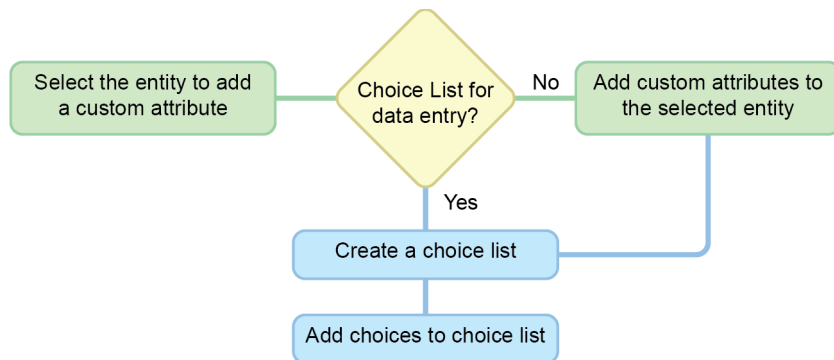 Select the entity to add
a custom attribute
Choice List for
data entry?
No
Add custom attributes to
the selected entity
Yes
Create a choice list
Add choices to choice list